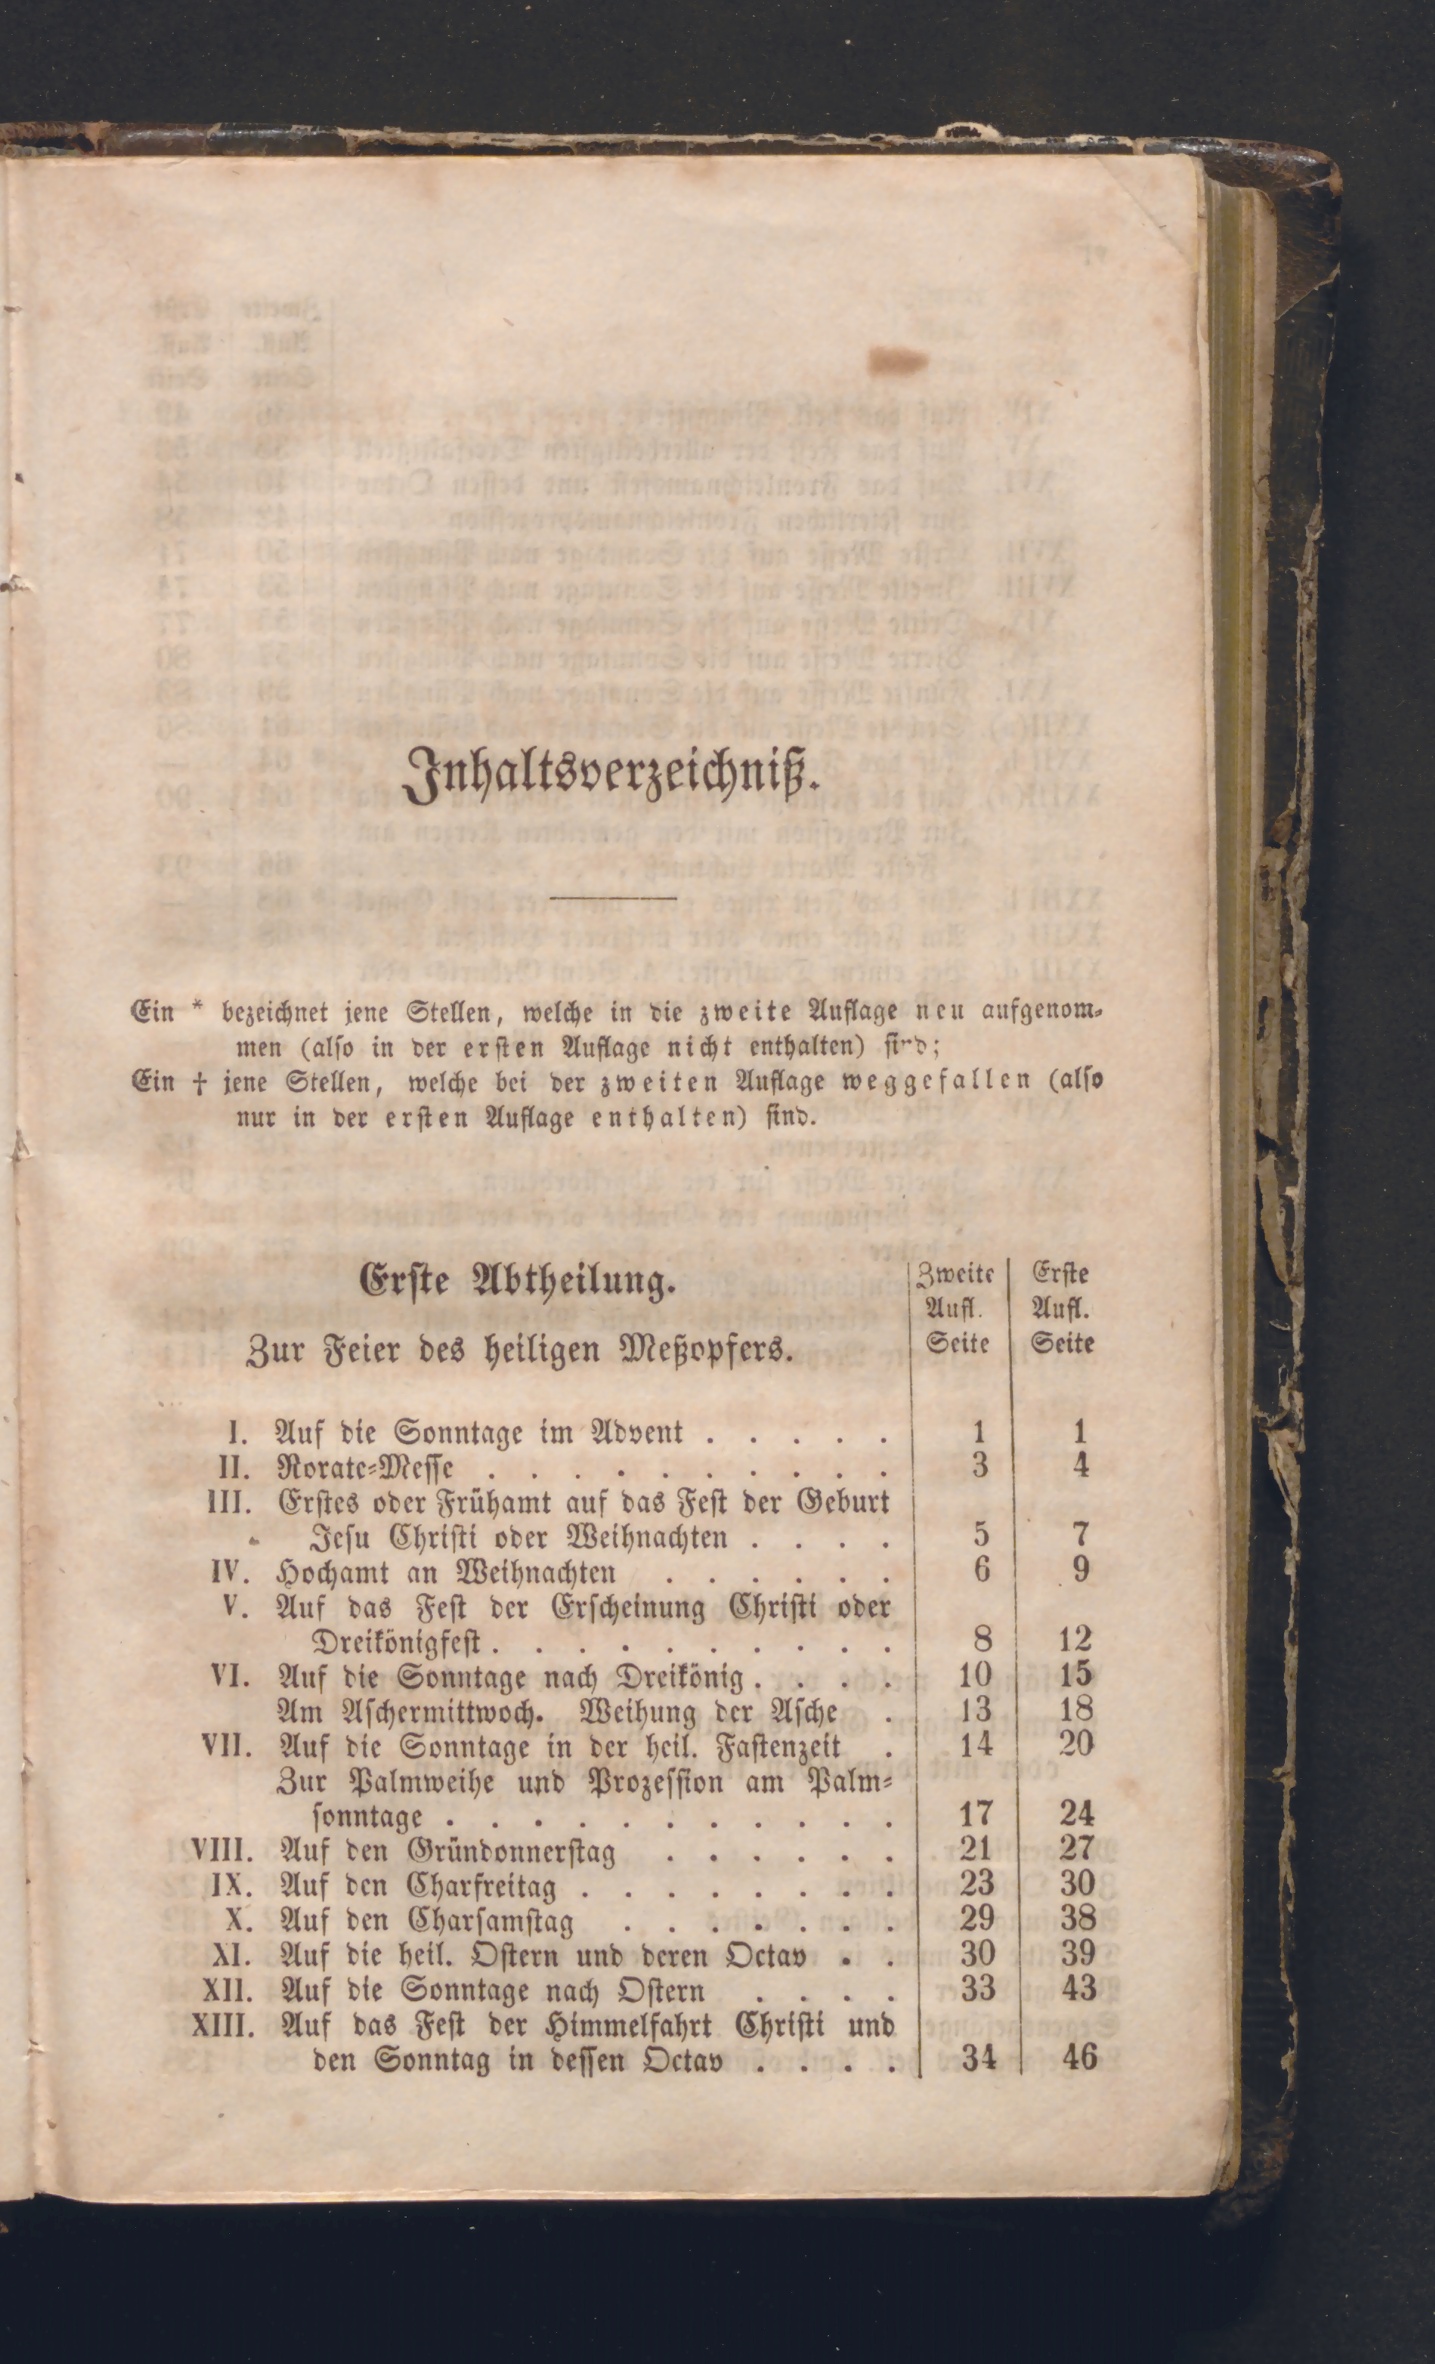 Inhaltsverzeichniß.
Ein * bezeichnet jene Stellen, welche in die zweite Auflage neu aufgenom-
men (also in der ersten Auflage nicht enthalten) sind;
Ein † jene Stellen, welche bei der zweiten Auflage weggefallen (also
nur in der ersten Auflage enthalten) sind.
Erste Abtheilung.
Zur Feier des heiligen Meßopfers.
Zweite Aufl. Seite
Erste Aufl. Seite
I. Auf die Sonntage im Advent . . . . . 1 1
II. Rorate-Messe . . . . . . . . . . 3 4
III. Erstes oder Frühamt auf das Fest der Geburt
Jesu Christi oder Weihnachten . . . . 5 7
IV. Hochamt an Weihnachten . . . . . . 6 9
V. Auf das Fest der Erscheinung Christi oder
Dreikönigfest . . . . . . . . . . 8 12
VI. Auf die Sonntage nach Dreikönig . . . . 10 15
Am Aschermittwoch. Weihung der Asche . 13 18
VII. Auf die Sonntage in der heil. Fastenzeit . 14 20
Zur Palmweihe und Prozession am Palm-
sonntage . . . . . . . . . . . 17 24
VIII. Auf den Gründonnerstag . . . . . . 21 27
IX. Auf den Charfreitag . . . . . . . . 23 30
X. Auf den Charsamstag . . . . . . . 29 38
XI. Auf die heil. Ostern und deren Octav . . 30 39
XII. Auf die Sonntage nach Ostern . . . . 33 43
XIII. Auf das Fest der Himmelfahrt Christi und
den Sonntag in dessen Octav . . . . 34 46